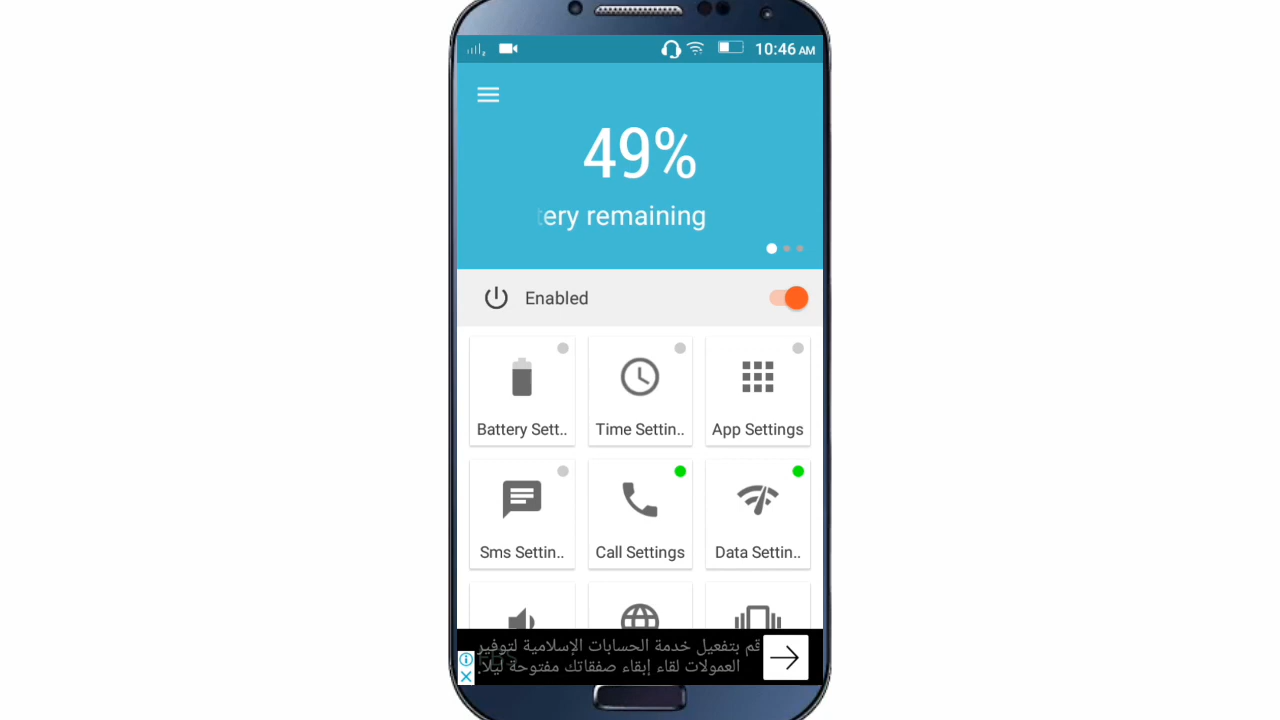 10:46 AM
49%
tery remaining
Enabled
Battery Sett..
Time Settin..
App Settings
Sms Settin..
Call Settings
Data Settin..
قم بتفعيل خدمة الحسابات الإسلامية لتوفير
العمولات لقاء إبقاء صفقاتك مفتوحة ليلاً.